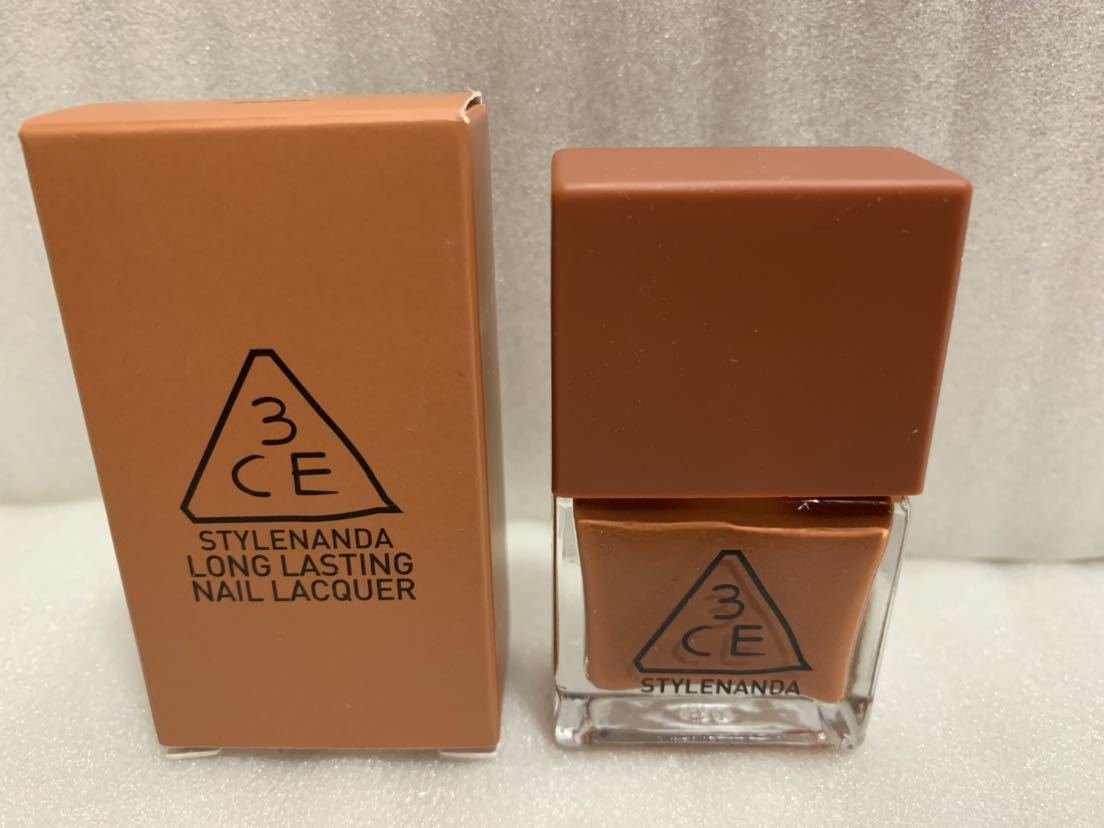 3
CE
STYLENANDA
LONG LASTING
NAIL LACQUER
3
CE
STYLENANDA